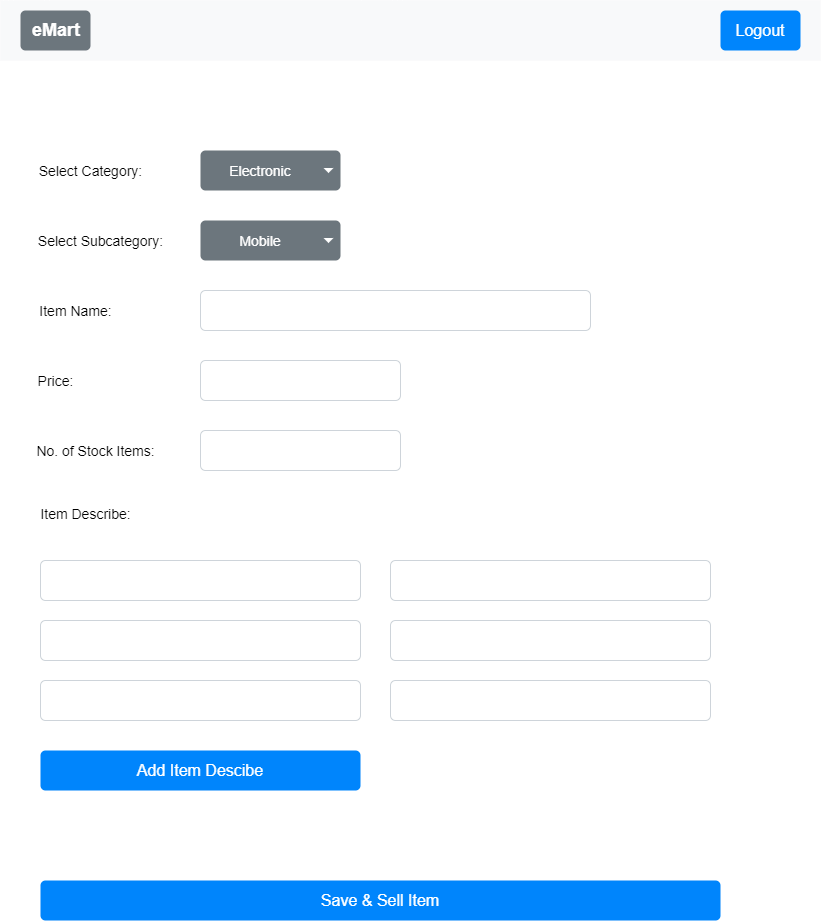 eMart
Logout
Select Category:
Electronic
Select Subcategory:
Mobile
Item Name:
Price:
No. of Stock Items:
Item Describe:
Add Item Descibe
Save & Sell Item